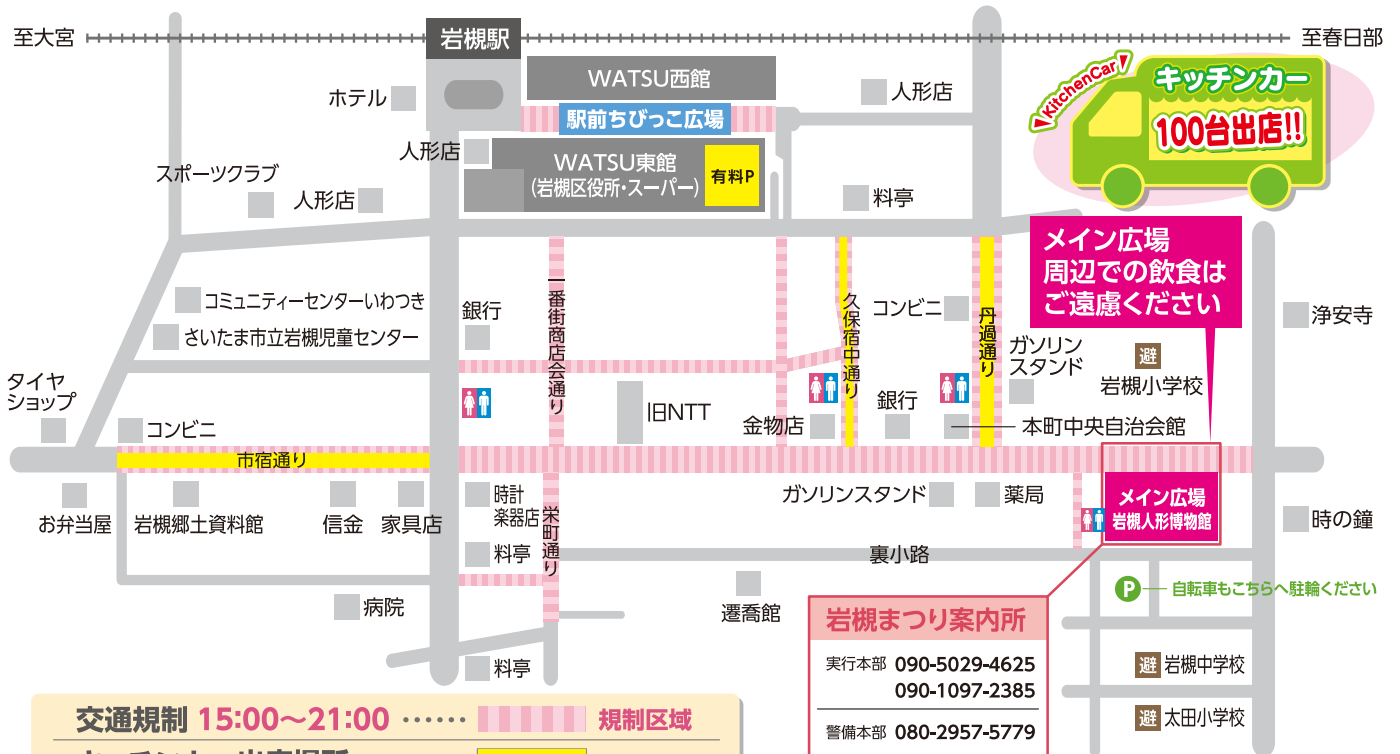 至大宮
岩槻駅
至春日部
KitchenCar
キッチンカー
100台出店!!
WATSU西館
ホテル
駅前ちびっこ広場
人形店
人形店
WATSU東館
(岩槻区役所・スーパー)
有料P
スポーツクラブ
人形店
料亭
メイン広場
周辺での飲食は
ご遠慮ください
コミュニティーセンターいわつき
さいたま市立岩槻児童センター
銀行
一番街商店会通り
久保宿中通り
コンビニ
丹過通り
ガソリン
スタンド
避
岩槻小学校
浄安寺
タイヤ
ショップ
コンビニ
旧NTT
金物店
銀行
本町中央自治会館
市宿通り
お弁当屋
岩槻郷土資料館
信金
家具店
時計
楽器店
栄町通り
料亭
ガソリンスタンド
薬局
メイン広場
岩槻人形博物館
時の鐘
裏小路
病院
遷喬館
P
自転車もこちらへ駐輪ください
料亭
岩槻まつり案内所
実行本部 090-5029-4625
090-1097-2385
警備本部 080-2957-5779
避 岩槻中学校
避 太田小学校
交通規制 15:00～21:00 …… 規制区域